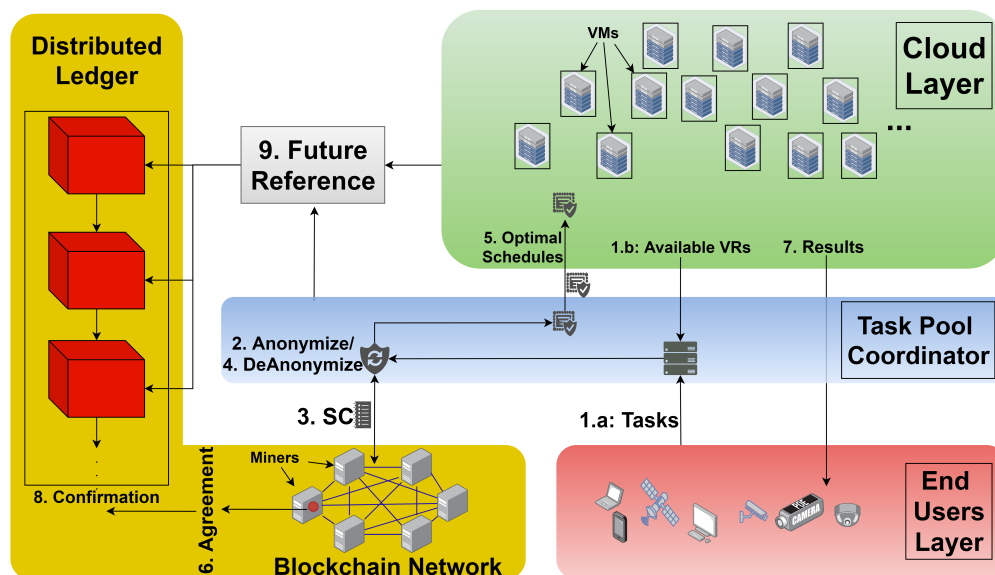 Distributed
Ledger
VMs
Cloud
Layer
...
9. Future
Reference
5. Optimal
Schedules
1.b: Available VRs
7. Results
2. Anonymize/
4. DeAnonymize
Task Pool
Coordinator
3. SC
1.a: Tasks
8. Confirmation
6. Agreement
Miners
Blockchain Network
CAMERA
End
Users
Layer